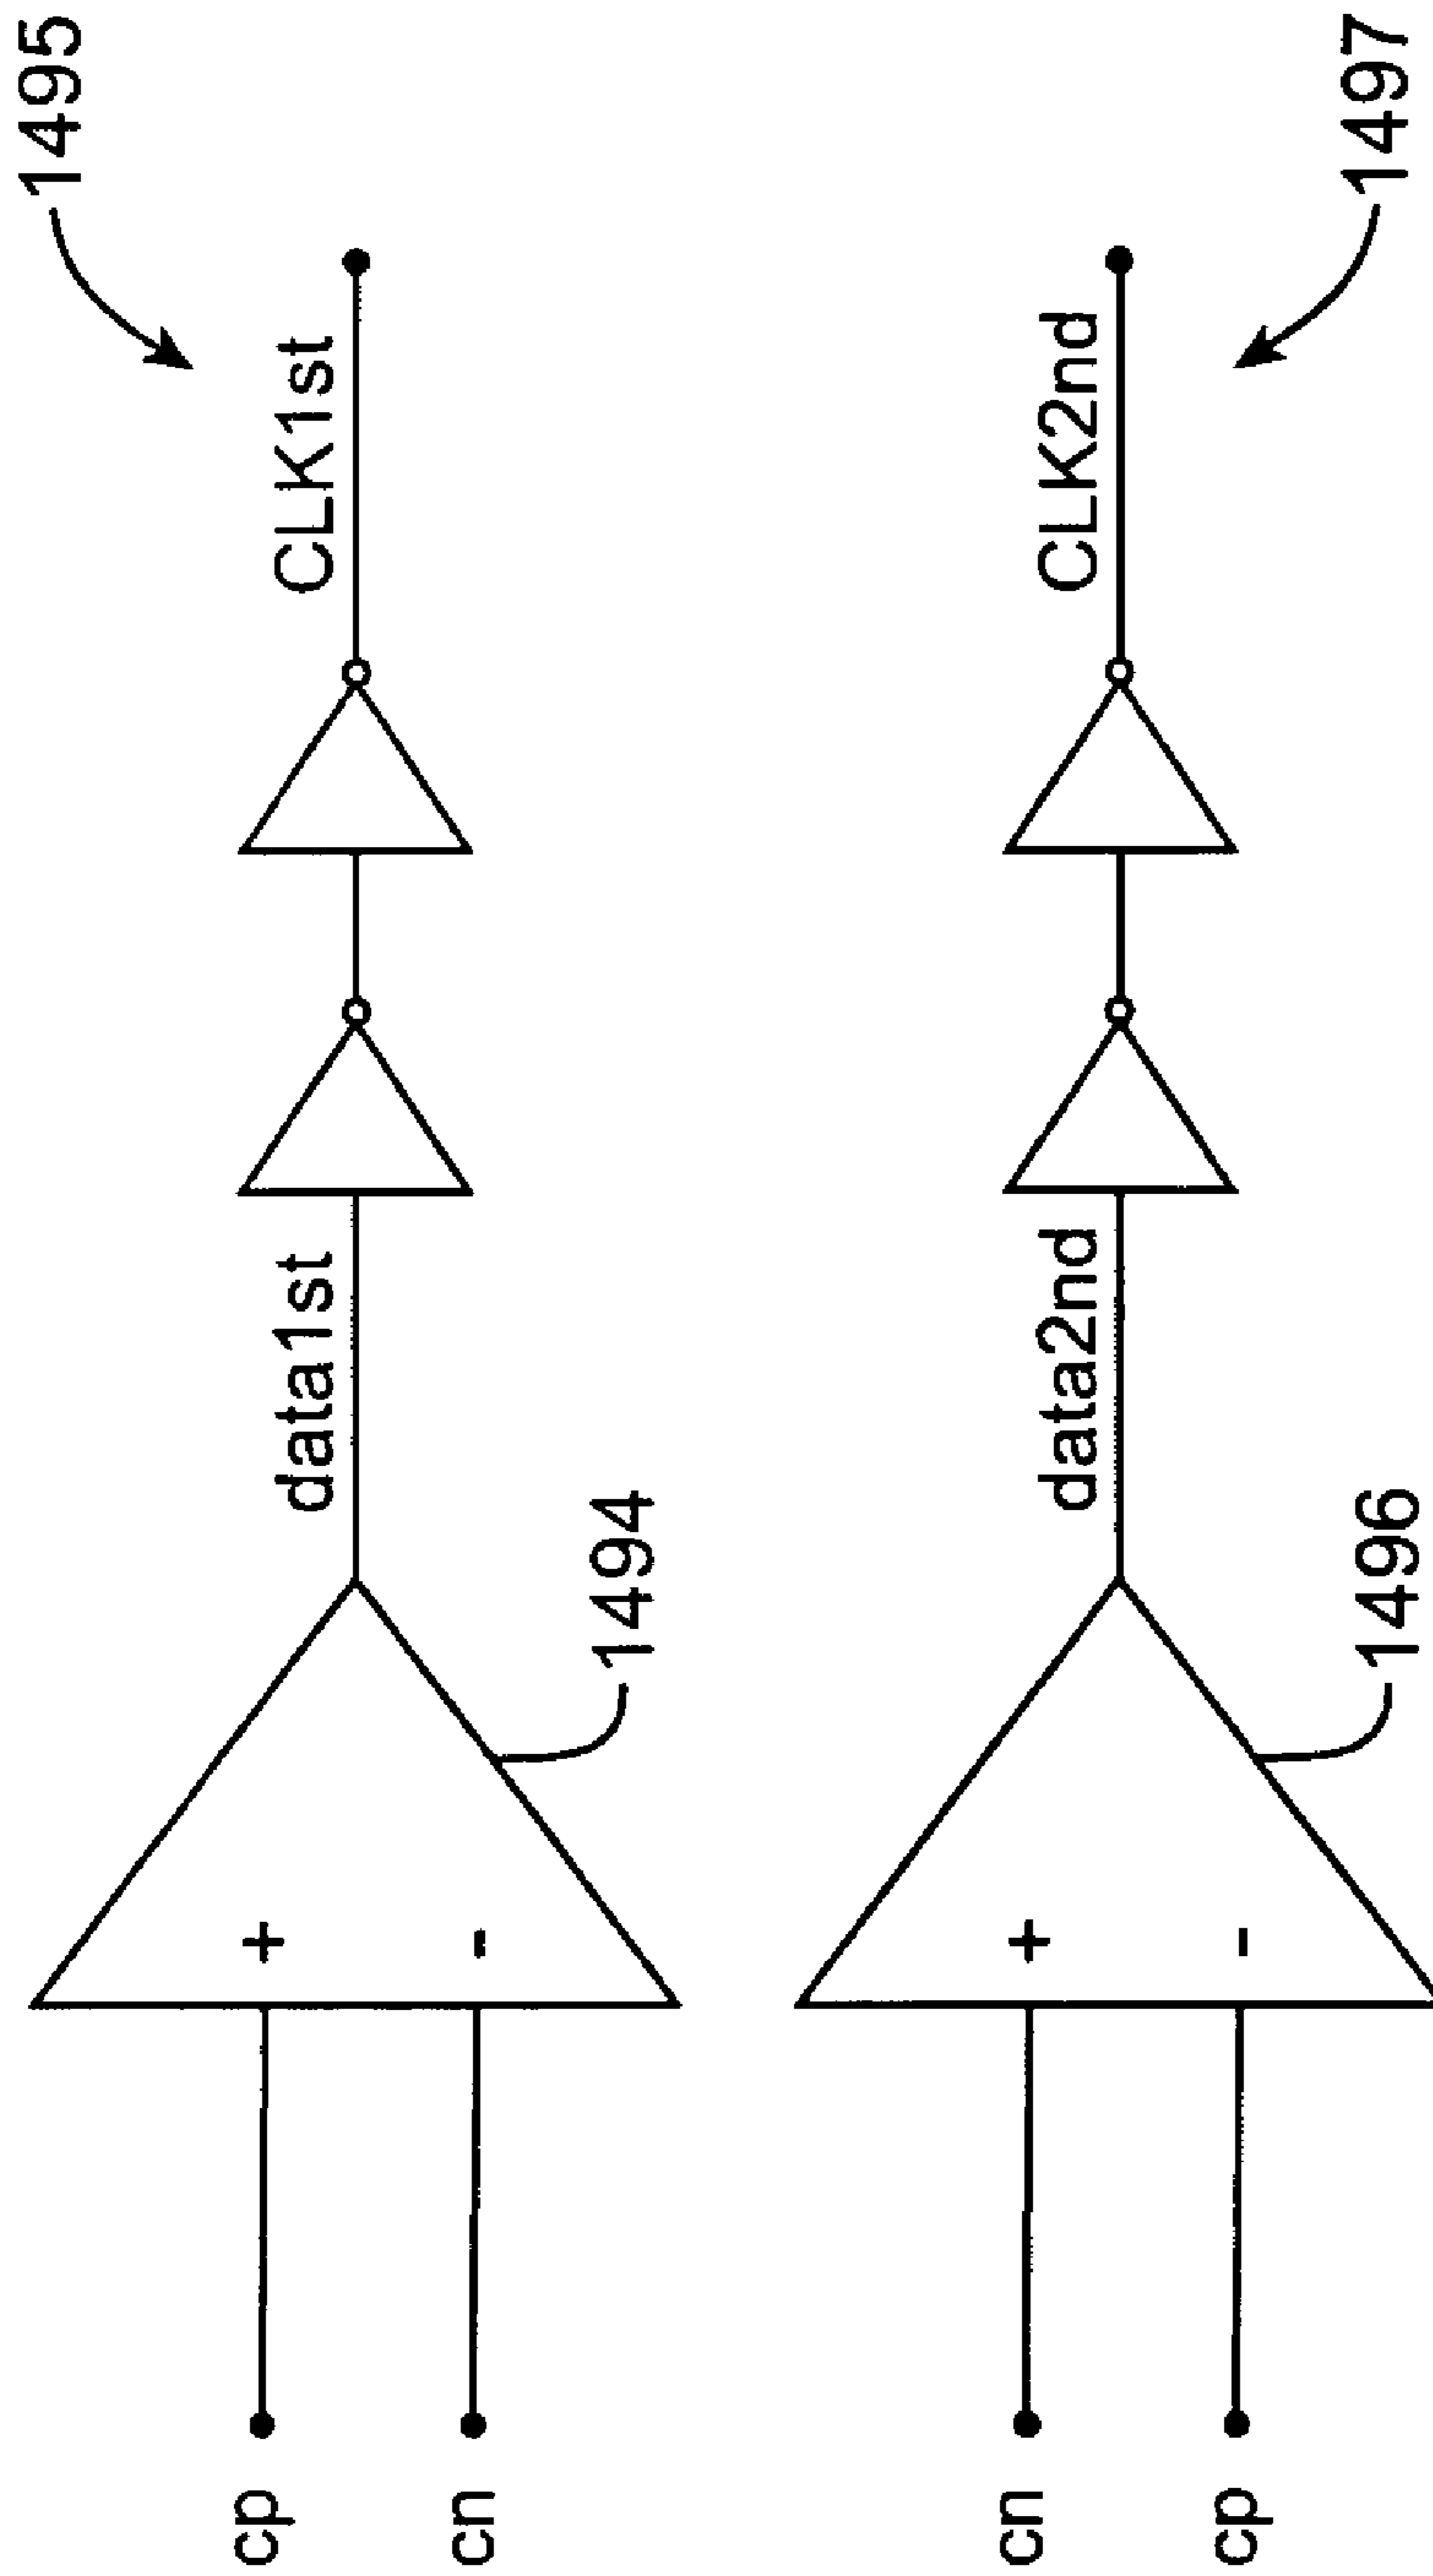 1495
CLK1st
data1st
1494
+
-
cp
cn
1497
CLK2nd
data2nd
1496
+
-
cn
cp